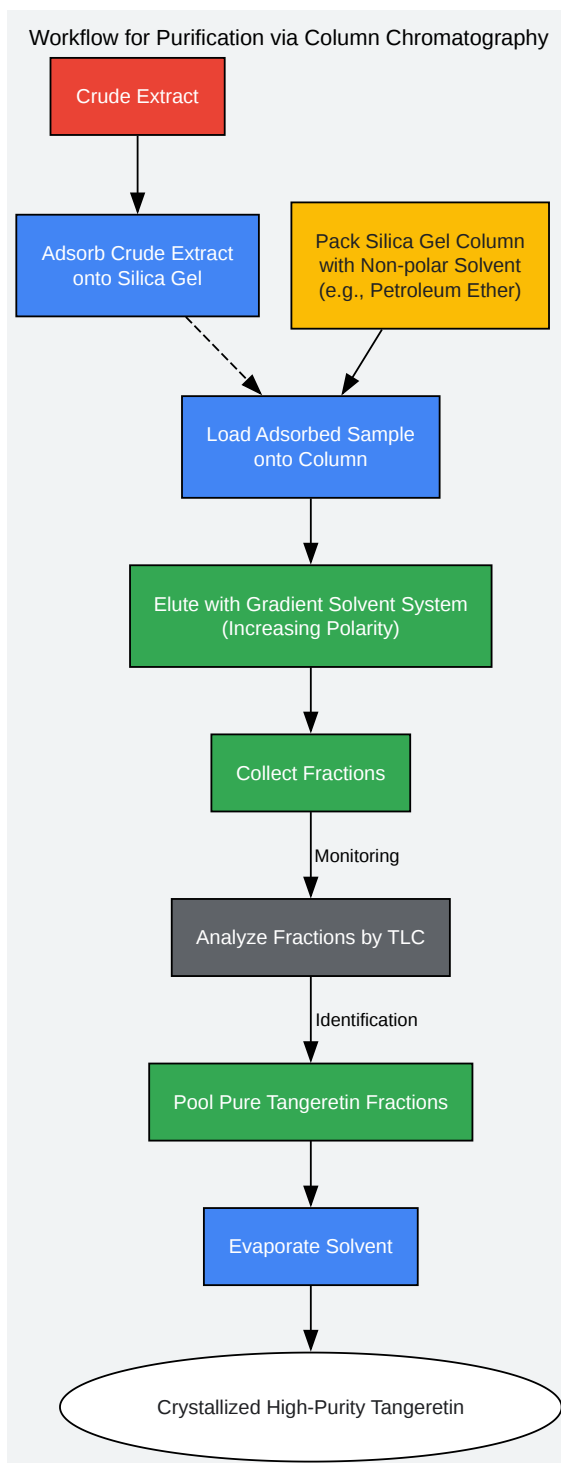 Workflow for Purification via Column Chromatography
Crude Extract
Adsorb Crude Extract
onto Silica Gel
Pack Silica Gel Column
with Non-polar Solvent
(e.g., Petroleum Ether)
Load Adsorbed Sample
onto Column
Elute with Gradient Solvent System
(Increasing Polarity)
Collect Fractions
Monitoring
Analyze Fractions by TLC
Identification
Pool Pure Tangeretin Fractions
Evaporate Solvent
Crystallized High-Purity Tangeretin